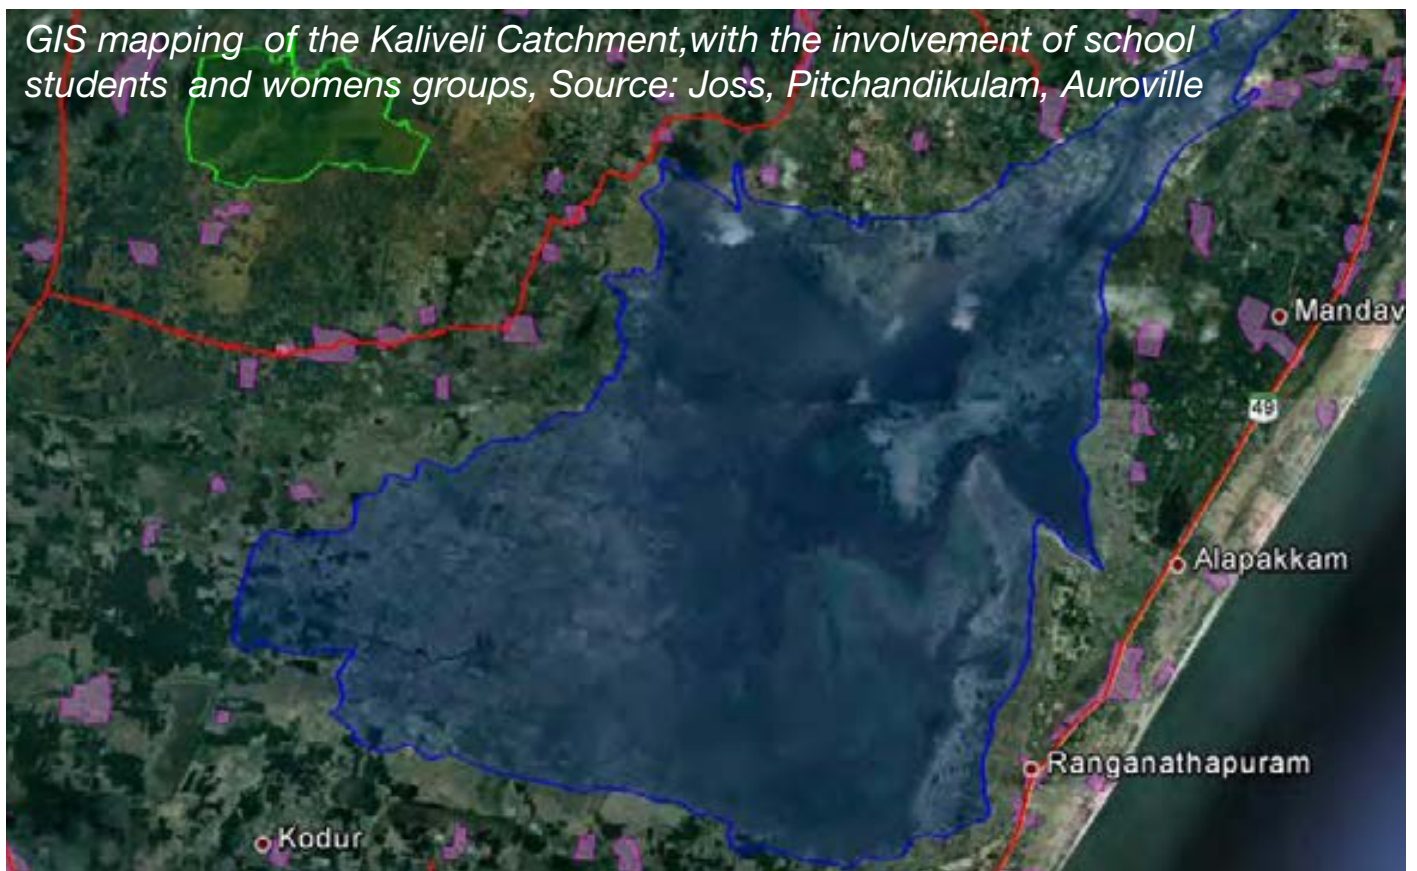 GIS mapping  of the Kaliveli Catchment,with the involvement of school
students  and womens groups, Source: Joss, Pitchandikulam, Auroville
Mandav
49
Alapakkam
Ranganathapuram
Kodur